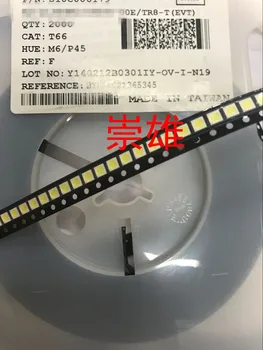 QTY: 2000
CAT: T66
HUE: M6/P45
REF: F
LOT NO: Y140212B0301IY-OV-I-N19
REFERENCE:
MADE IN TAIWAN
崇雄